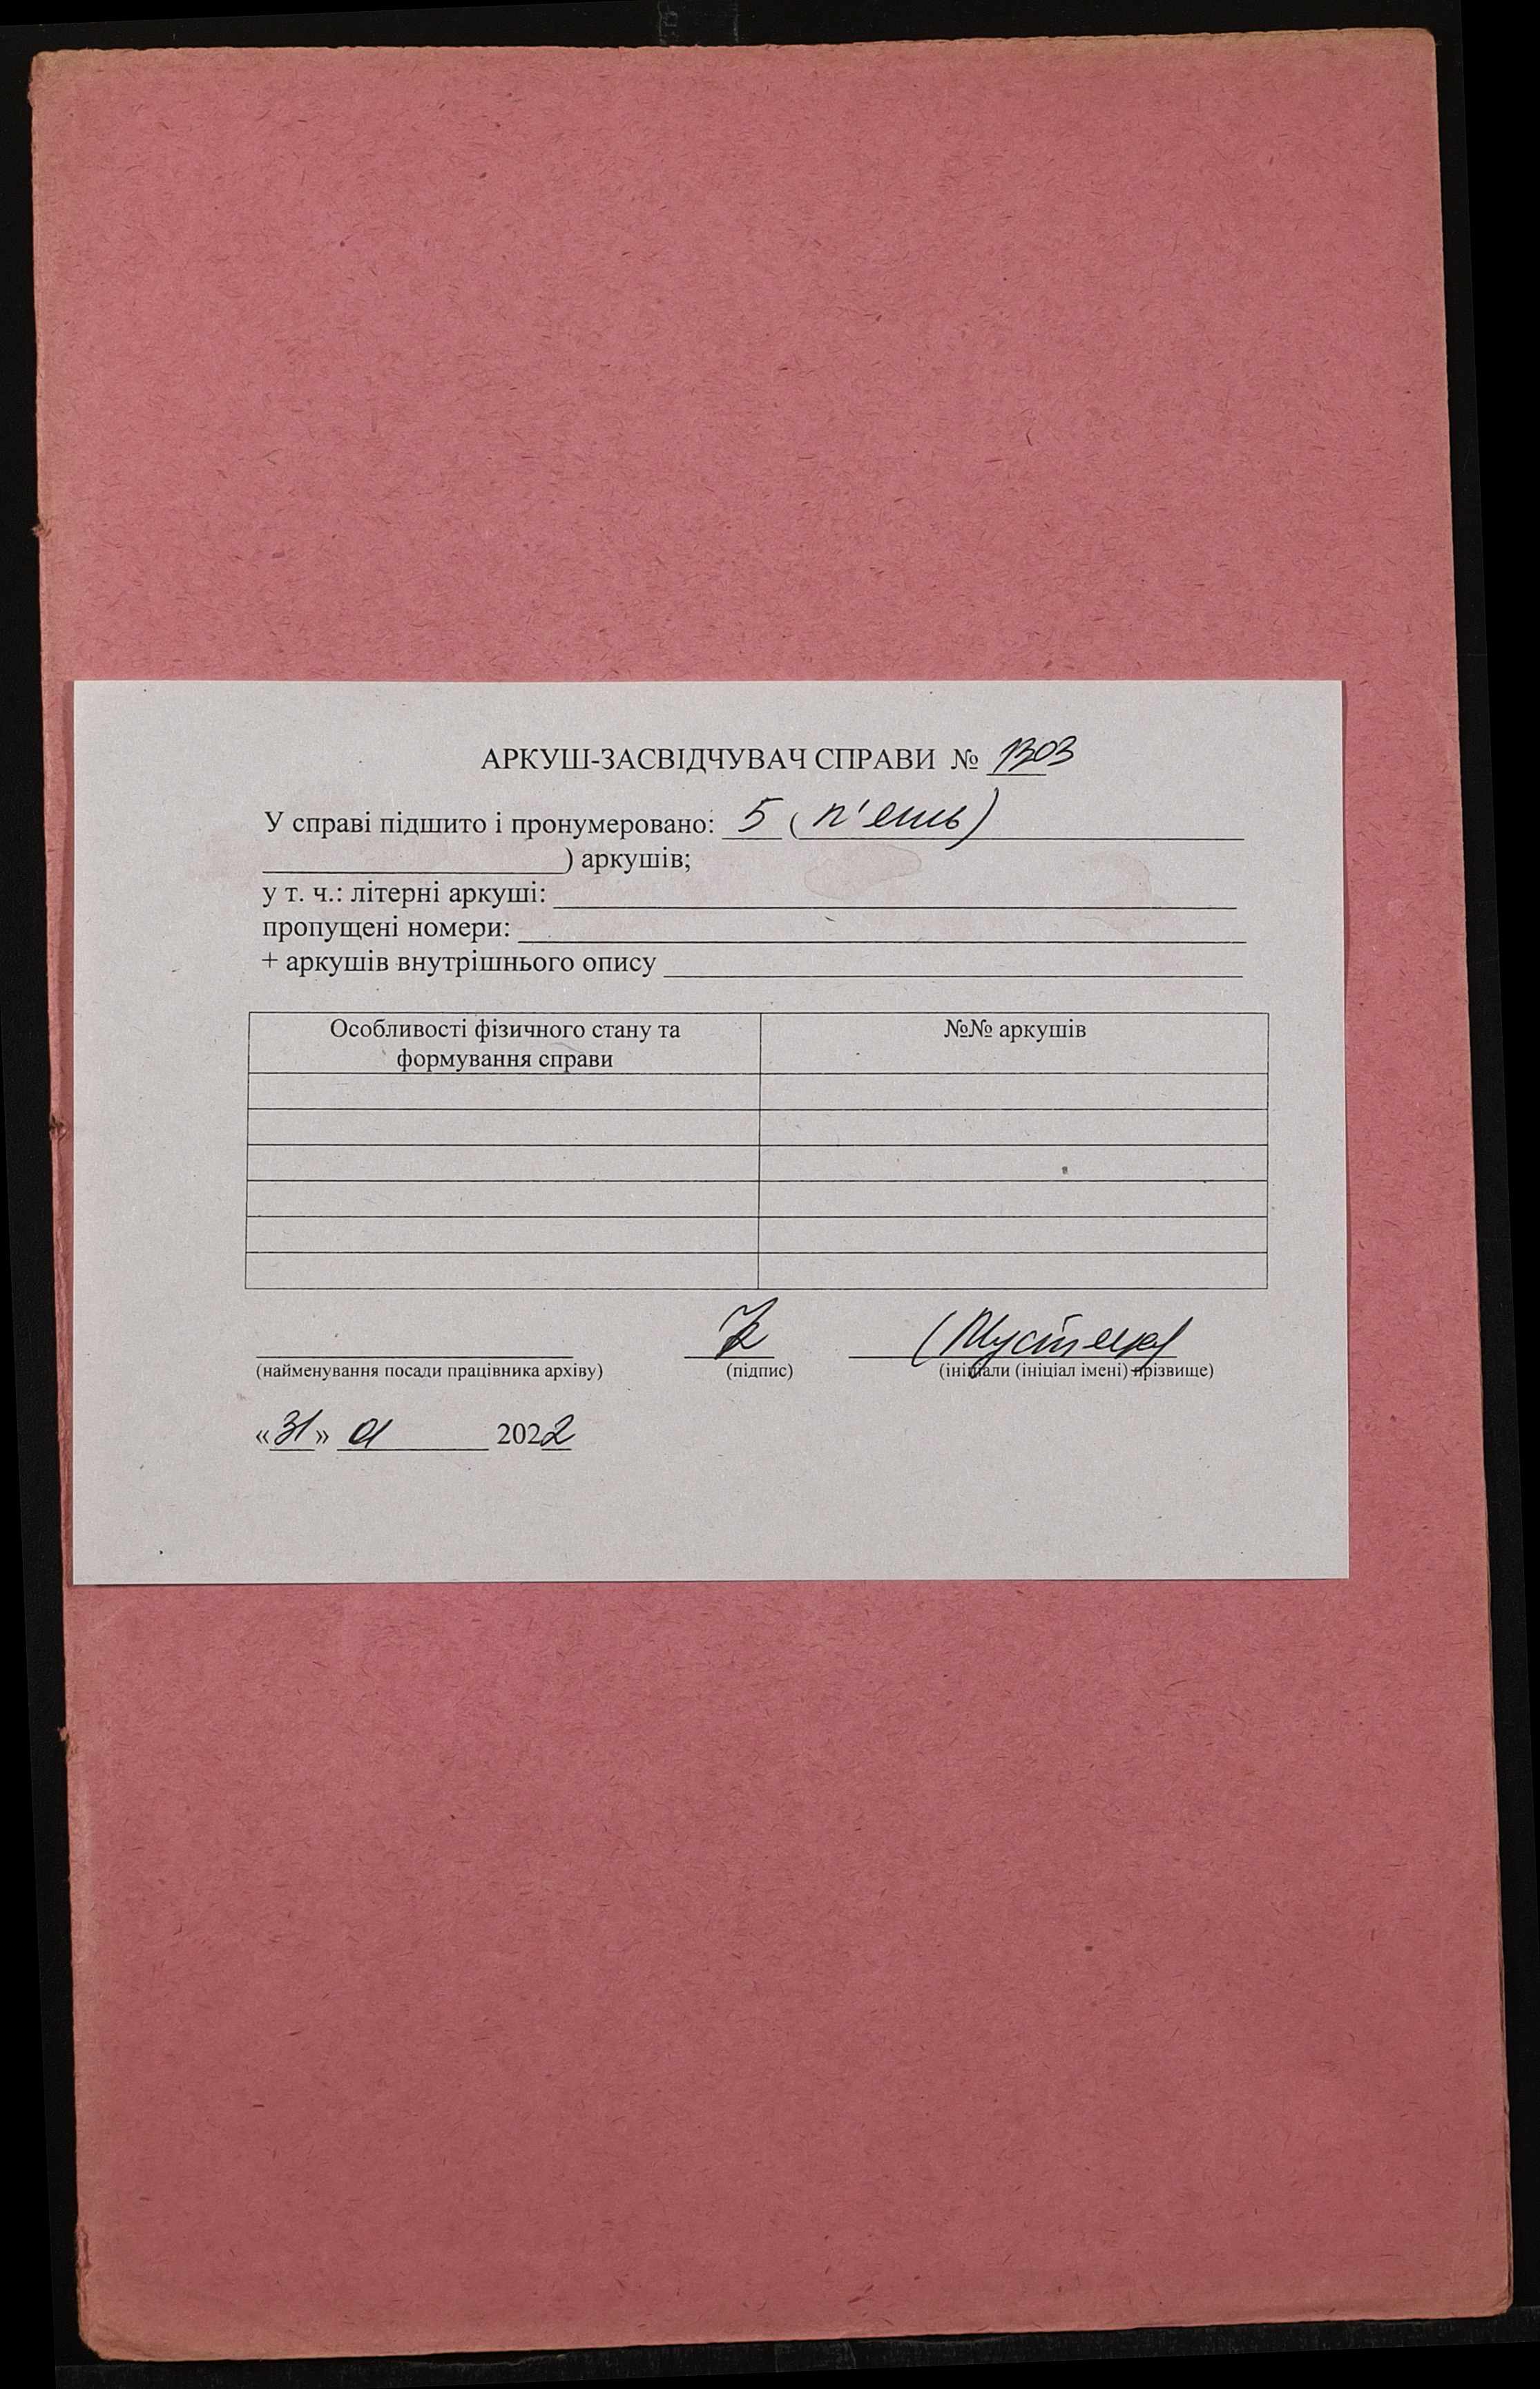 АРКУШ-ЗАСВІДЧУВАЧ СПРАВИ № 1303
У справі підшито і пронумеровано: 5 ( п'ять)
) аркушів;
у т. ч.: літерні аркуші:
пропущені номери:
+ аркушів внутрішнього опису
Особливості фізичного стану та формування справи
№№ аркушів
(найменування посади працівника архіву) (підпис) (ініціали (ініціал імені) прізвище)
«31» 01 2022